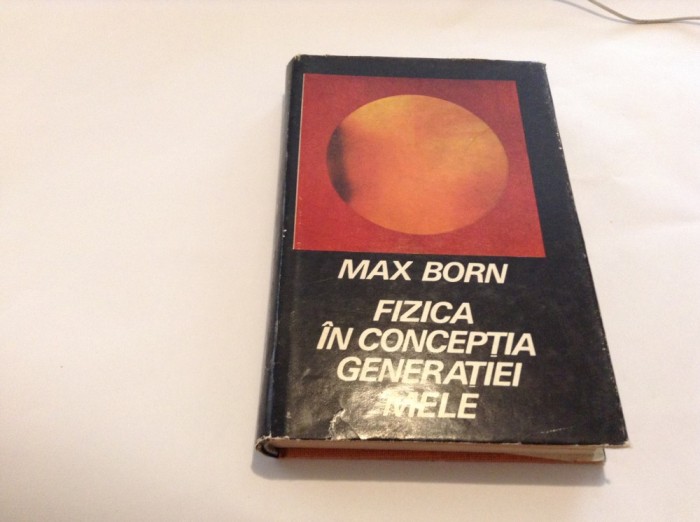 MAX BORN
FIZICA
ÎN CONCEPȚIA
GENERAȚIEI
MELE